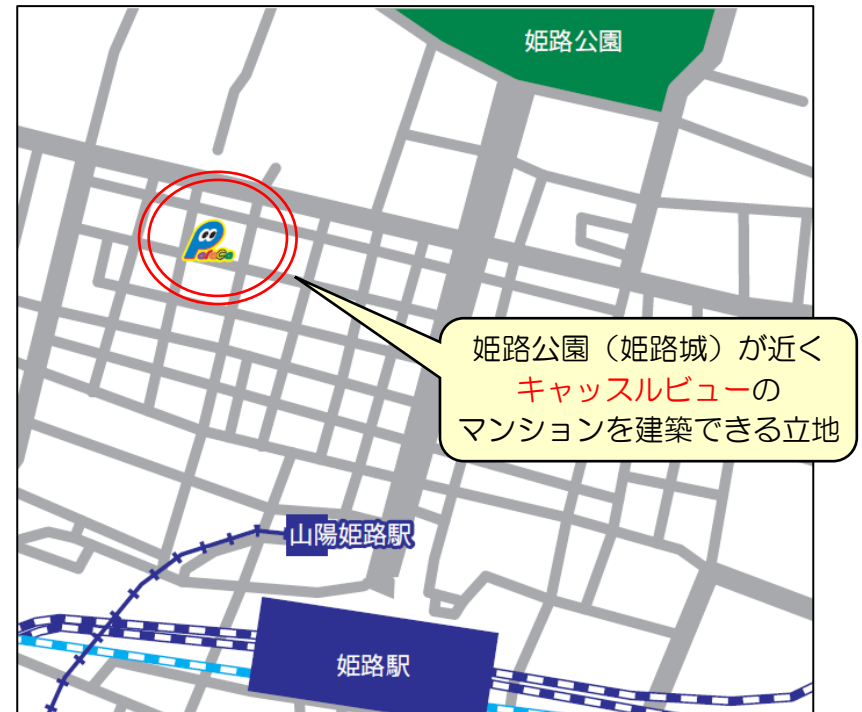 姫路公園
姫路公園（姫路城）が近く
キャッスルビューの
マンションを建築できる立地
山陽姫路駅
姫路駅